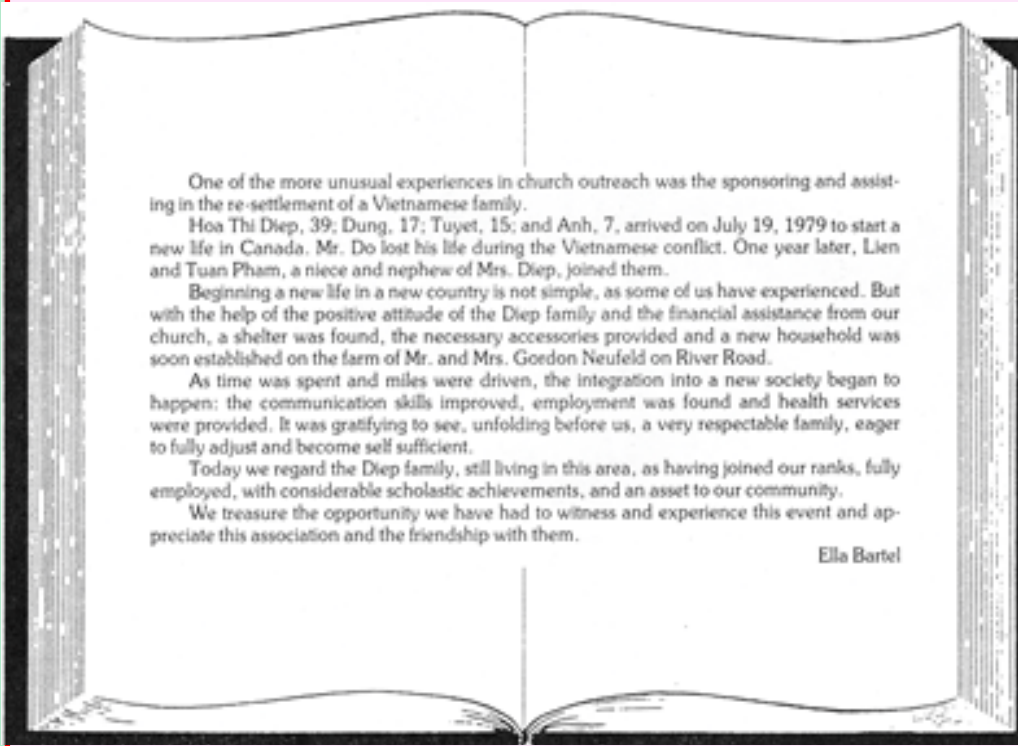 One of the more unusual experiences in church outreach was the sponsoring and assist-
ing in the re-settlement of a Vietnamese family.
Hoa Thi Diep, 39; Dung, 17; Tuyet, 15; and Anh, 7, arrived on July 19, 1979 to start a
new life in Canada. Mr. Do lost his life during the Vietnamese conflict. One year later, Lien
and Tuan Pham, a niece and nephew of Mrs. Diep, joined them.
Beginning a new life in a new country is not simple, as some of us have experienced. But
with the help of the positive attitude of the Diep family and the financial assistance from our
church, a shelter was found, the necessary accessories provided and a new household was
soon established on the farm of Mr. and Mrs. Gordon Neufeld on River Road.
As time was spent and miles were driven, the integration into a new society began to
happen: the communication skills improved, employment was found and health services
were provided. It was gratifying to see, unfolding before us, a very respectable family, eager
to fully adjust and become self sufficient.
Today we regard the Diep family, still living in this area, as having joined our ranks, fully
employed, with considerable scholastic achievements, and an asset to our community.
We treasure the opportunity we have had to witness and experience this event and ap-
preciate this association and the friendship with them.
Ella Bartel